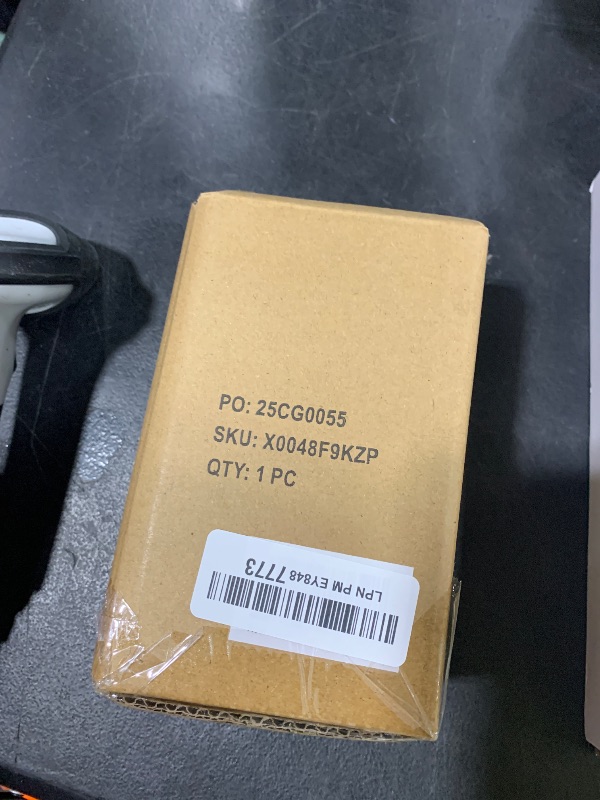 PO: 25CG0055
SKU: X0048F9KZP
QTY: 1 PC
LPN PM EY848 7773